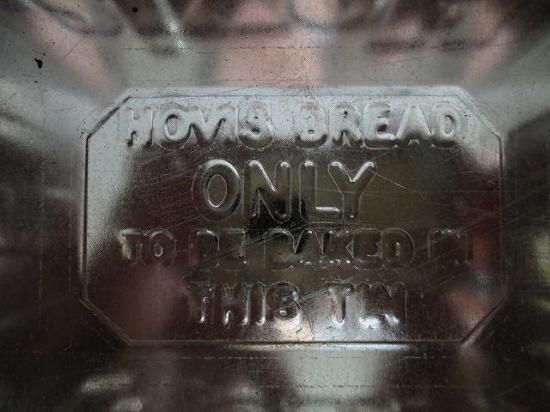 HOVIS BREAD
ONLY
TO BE BAKED IN
THIS TIN